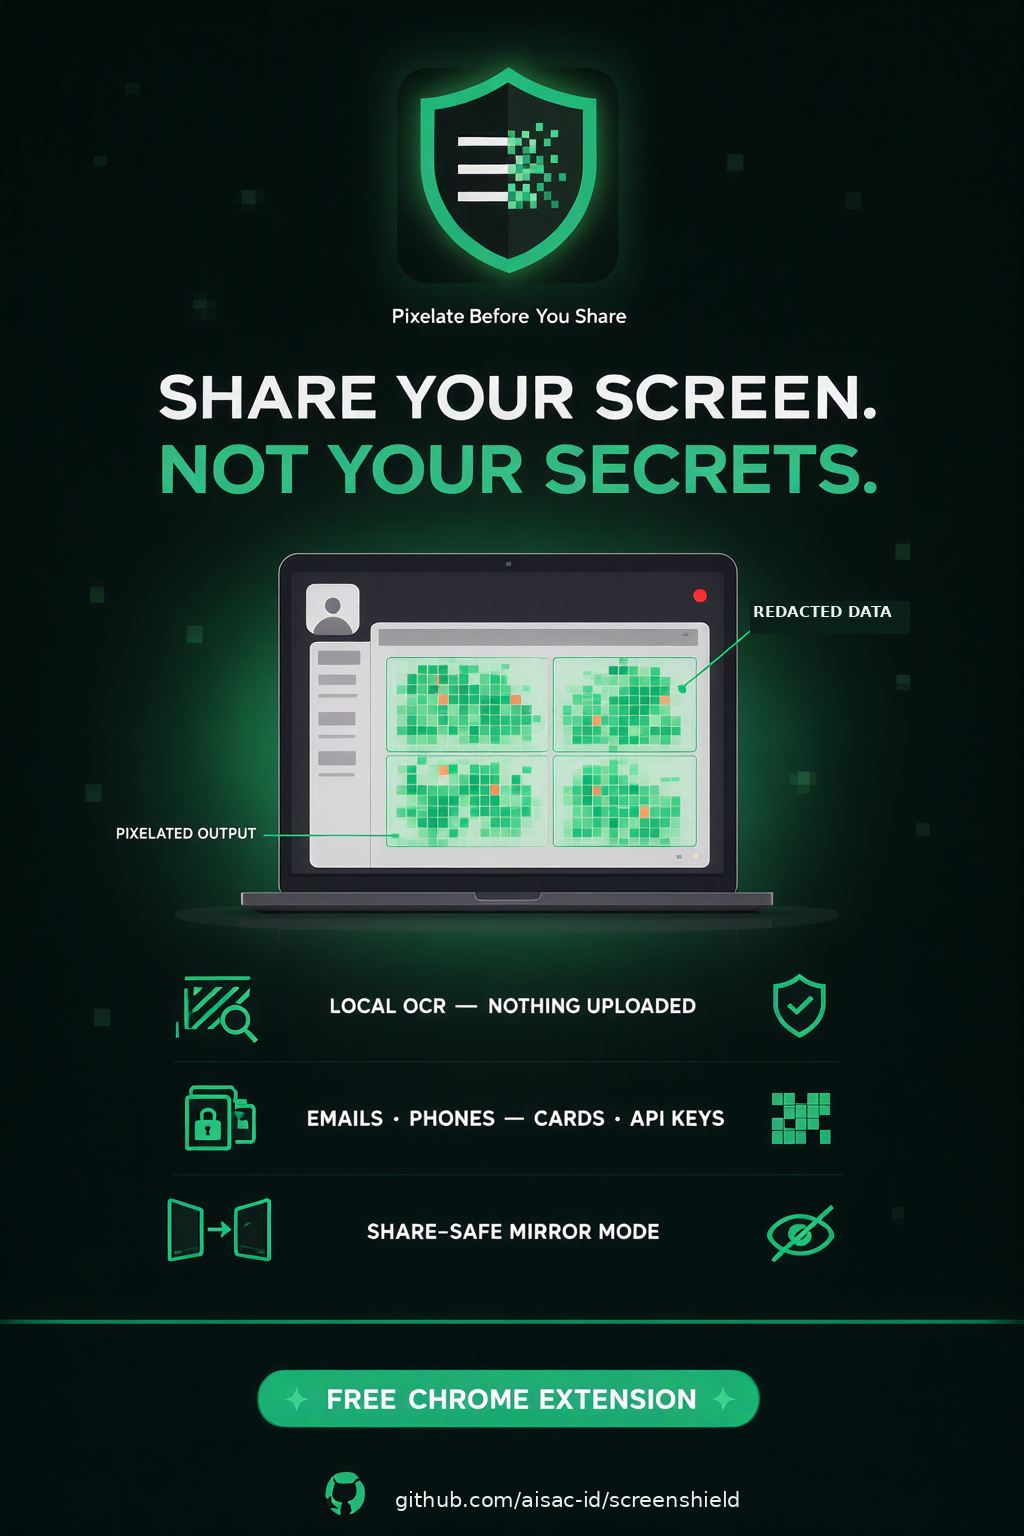 Pixelate Before You Share
SHARE YOUR SCREEN.
NOT YOUR SECRETS.
REDACTED DATA
PIXELATED OUTPUT
LOCAL OCR — NOTHING UPLOADED
EMAILS · PHONES — CARDS · API KEYS
SHARE-SAFE MIRROR MODE
FREE CHROME EXTENSION
github.com/aisac-id/screenshield